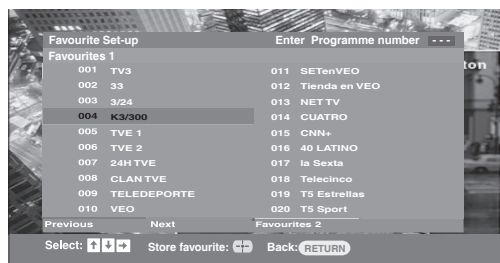 Favourite Set-up Enter Programme number ---
Favourites 1
001 TV3
002 33
003 3/24
004 K3/300
005 TVE 1
006 TVE 2
007 24H TVE
008 CLAN TVE
009 TELEDEPORTE
010 VEO
011 SETenVEO
012 Tienda en VEO
013 NET TV
014 CUATRO
015 CNN+
016 40 LATINO
017 la Sexta
018 Telecinco
019 T5 Estrellas
020 T5 Sport
Previous Next Favourites 2
Select: ↑ ↓ → Store favourite: Back: RETURN
ton